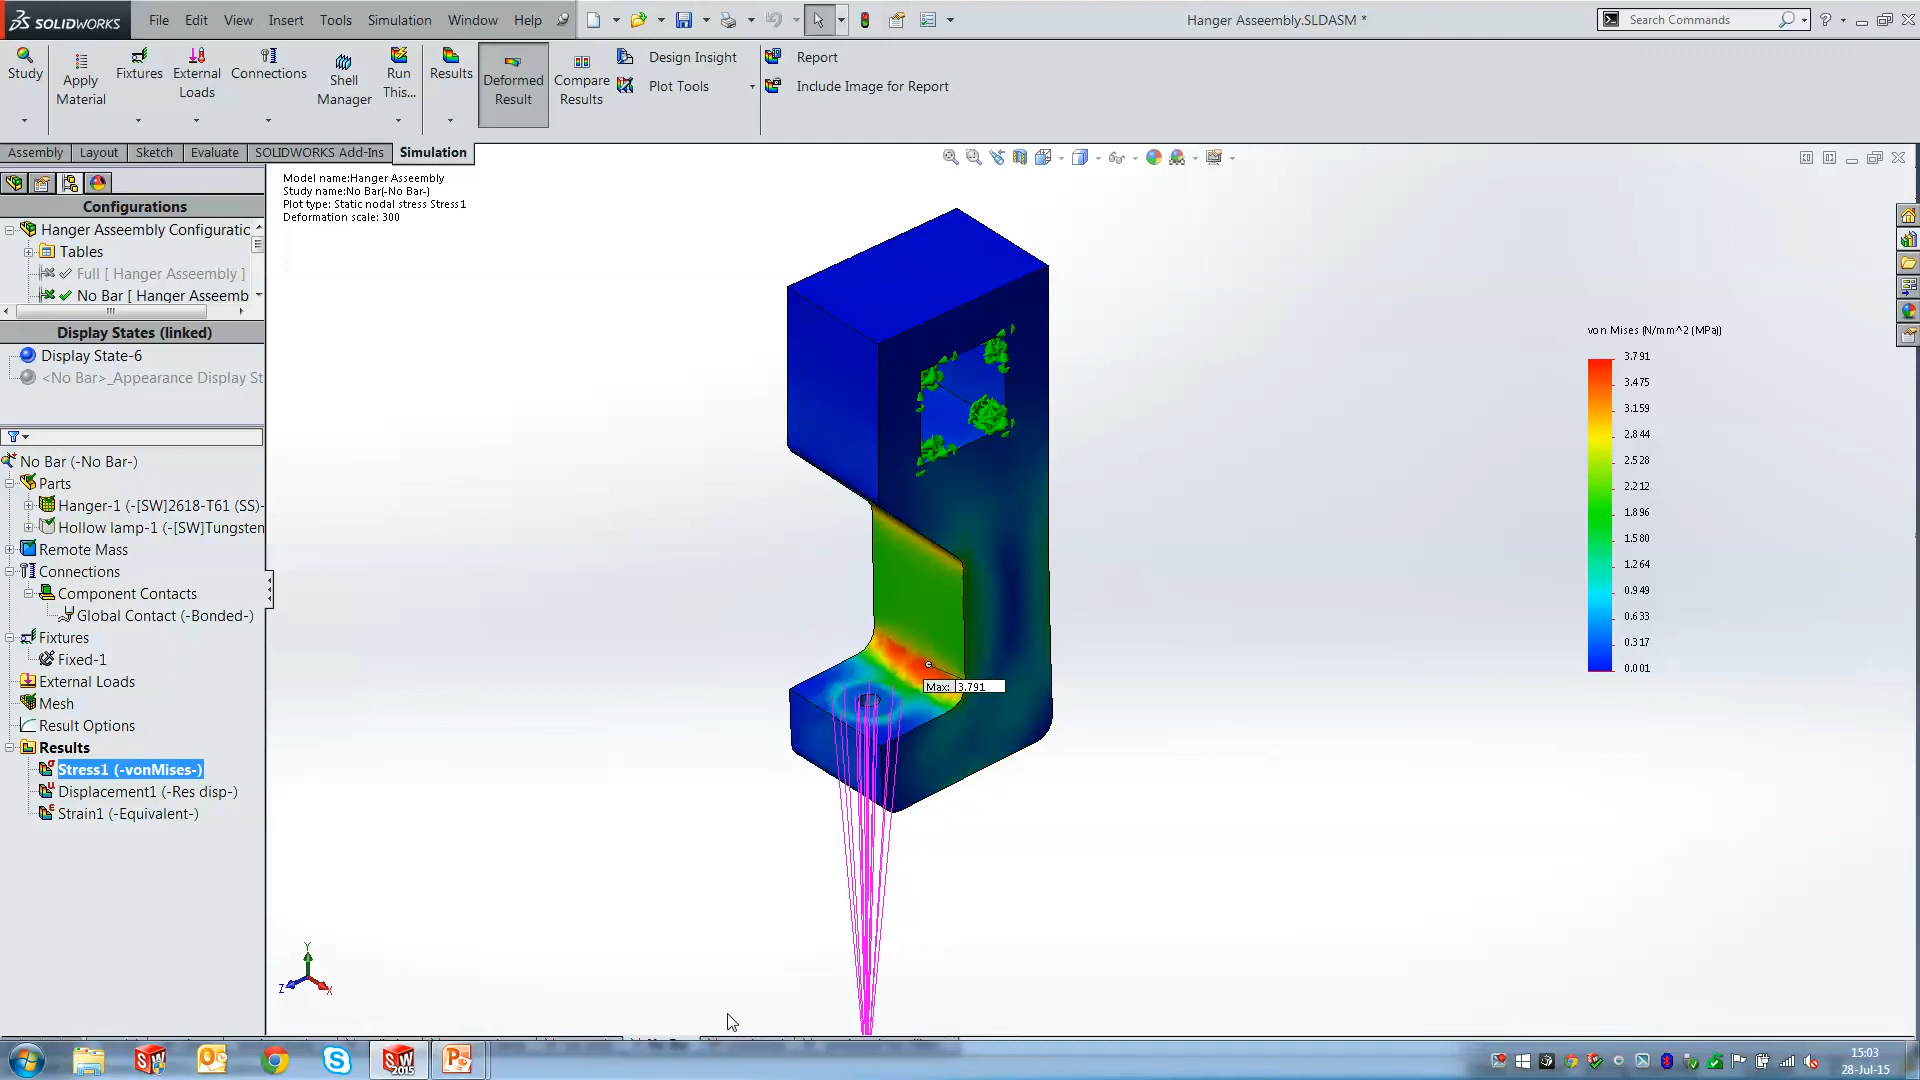 SOLIDWORKS
File Edit View Insert Tools Simulation Window Help
Hanger Asseembly.SLDASM *
Search Commands
Study
Apply Material
Fixtures
External Loads
Connections
Shell Manager
Run This...
Results
Deformed Result
Compare Results
Design Insight
Plot Tools
Report
Include Image for Report
Assembly Layout Sketch Evaluate SOLIDWORKS Add-Ins Simulation
Configurations
Hanger Asseembly Configuratic
Tables
Full [ Hanger Asseembly ]
No Bar [ Hanger Asseemb
Display States (linked)
Display State-6
<No Bar>_Appearance Display St
No Bar (-No Bar-)
Parts
Hanger-1 (-[SW]2618-T61 (SS)-
Hollow lamp-1 (-[SW]Tungsten
Remote Mass
Connections
Component Contacts
Global Contact (-Bonded-)
Fixtures
Fixed-1
External Loads
Mesh
Result Options
Results
Stress1 (-vonMises-)
Displacement1 (-Res disp-)
Strain1 (-Equivalent-)
Model name:Hanger Asseembly
Study name:No Bar(-No Bar-)
Plot type: Static nodal stress Stress1
Deformation scale: 300
Max: 3.791
von Mises (N/mm^2 (MPa))
3.791
3.475
3.159
2.844
2.528
2.212
1.896
1.580
1.264
0.949
0.633
0.317
0.001
Y
Z
X
SW
SW 2015
15:03
28-Jul-15